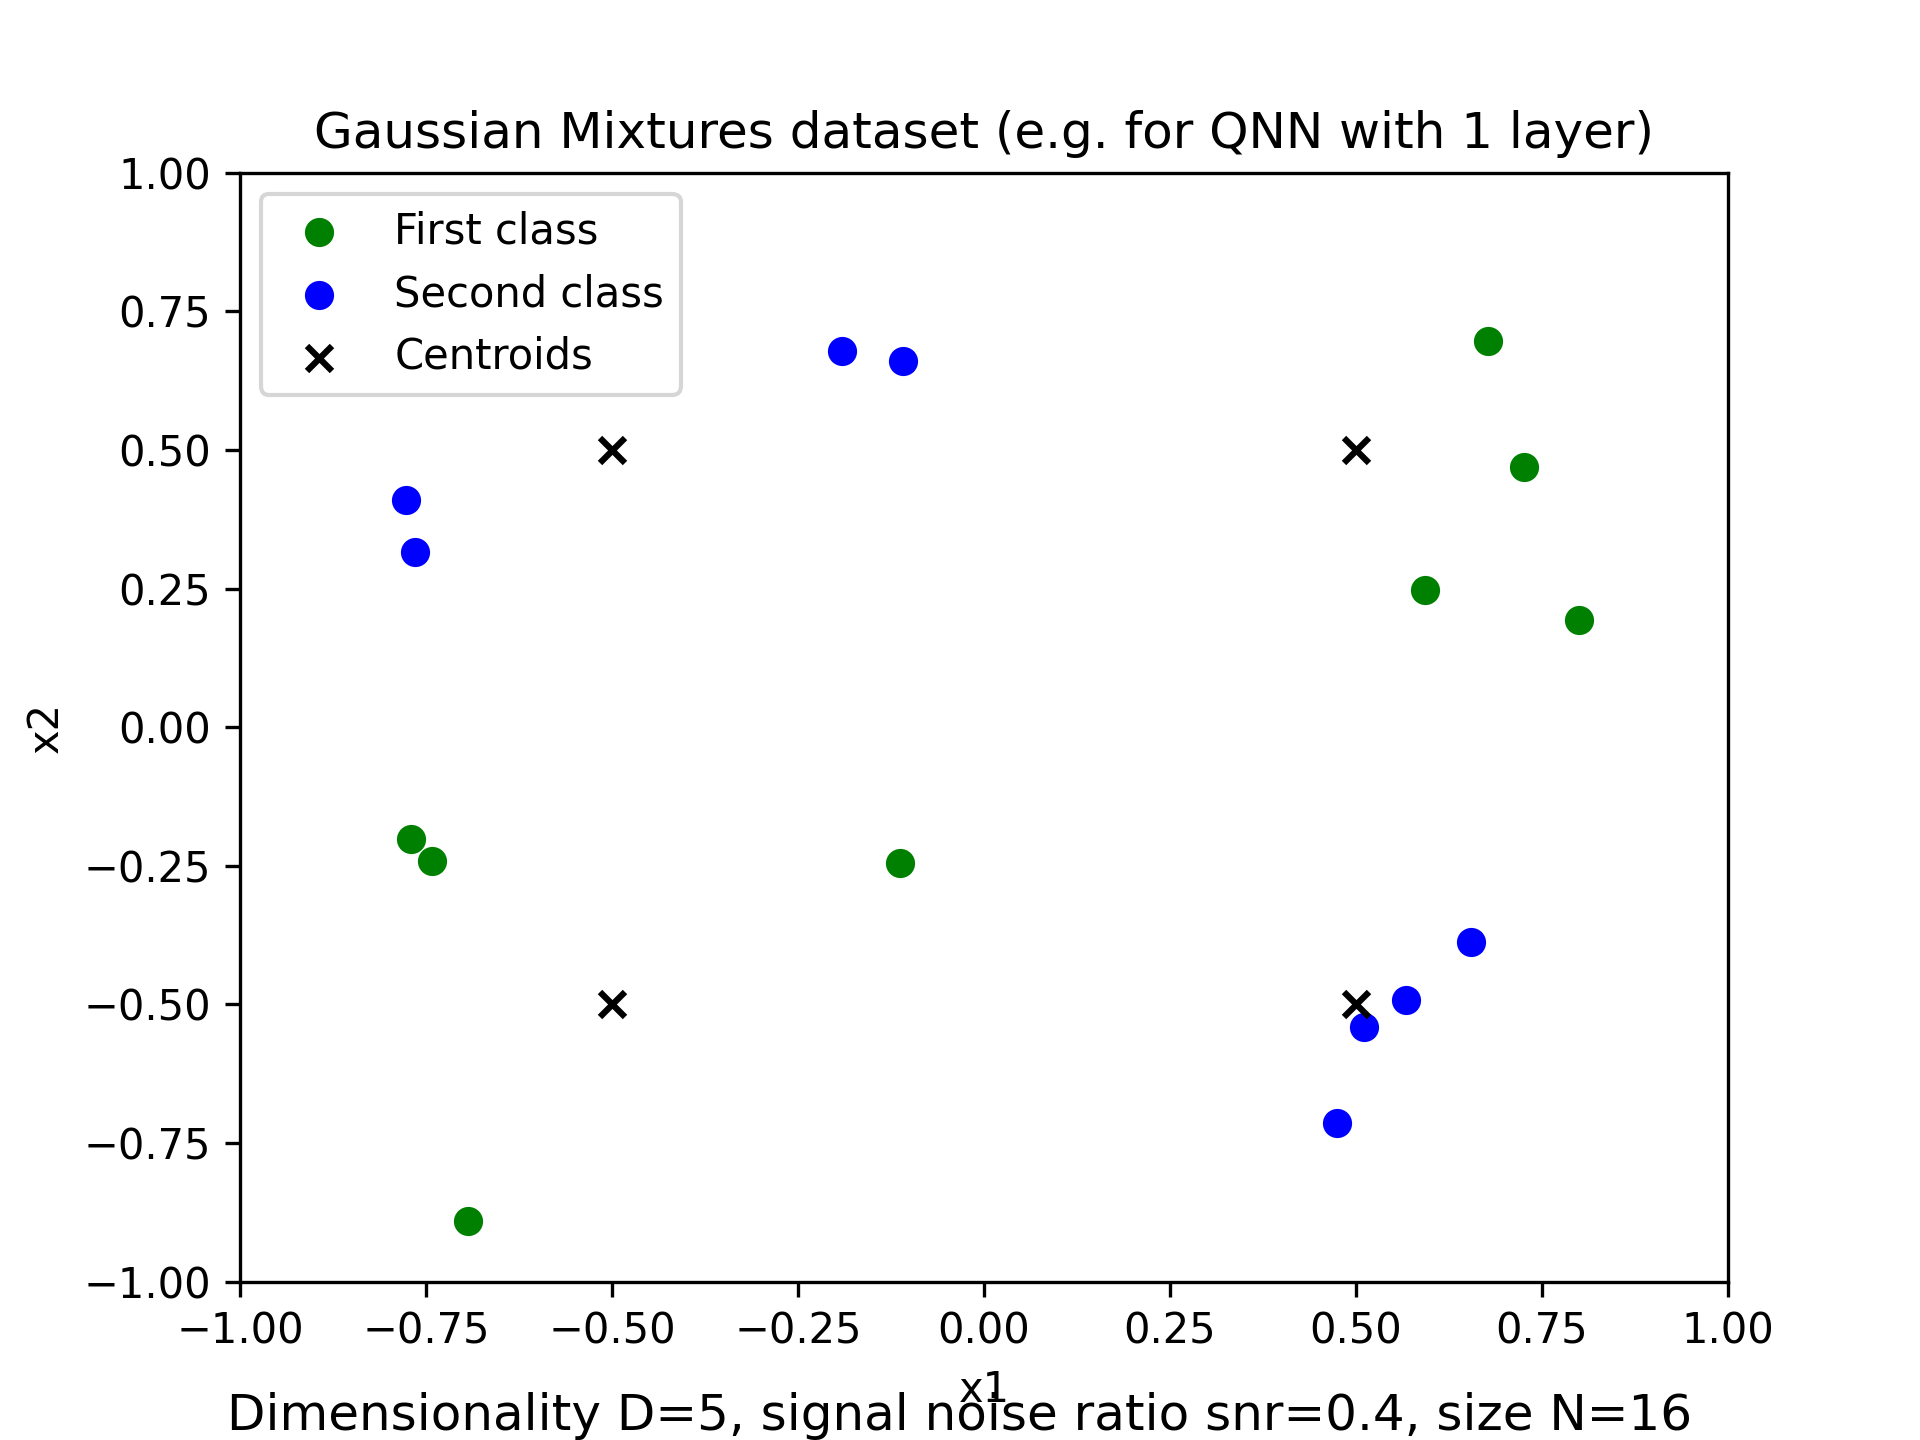 Gaussian Mixtures dataset (e.g. for QNN with 1 layer)
1.00
0.75
0.50
0.25
0.00
−0.25
−0.50
−0.75
−1.00
First class
Second class
Centroids
x2
−1.00 −0.75 −0.50 −0.25 0.00 0.25 0.50 0.75 1.00
x1
Dimensionality D=5, signal noise ratio snr=0.4, size N=16